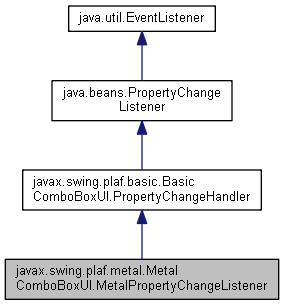 java.util.EventListener
java.beans.PropertyChange
Listener
javax.swing.plaf.basic.Basic
ComboBoxUI.PropertyChangeHandler
javax.swing.plaf.metal.Metal
ComboBoxUI.MetalPropertyChangeListener